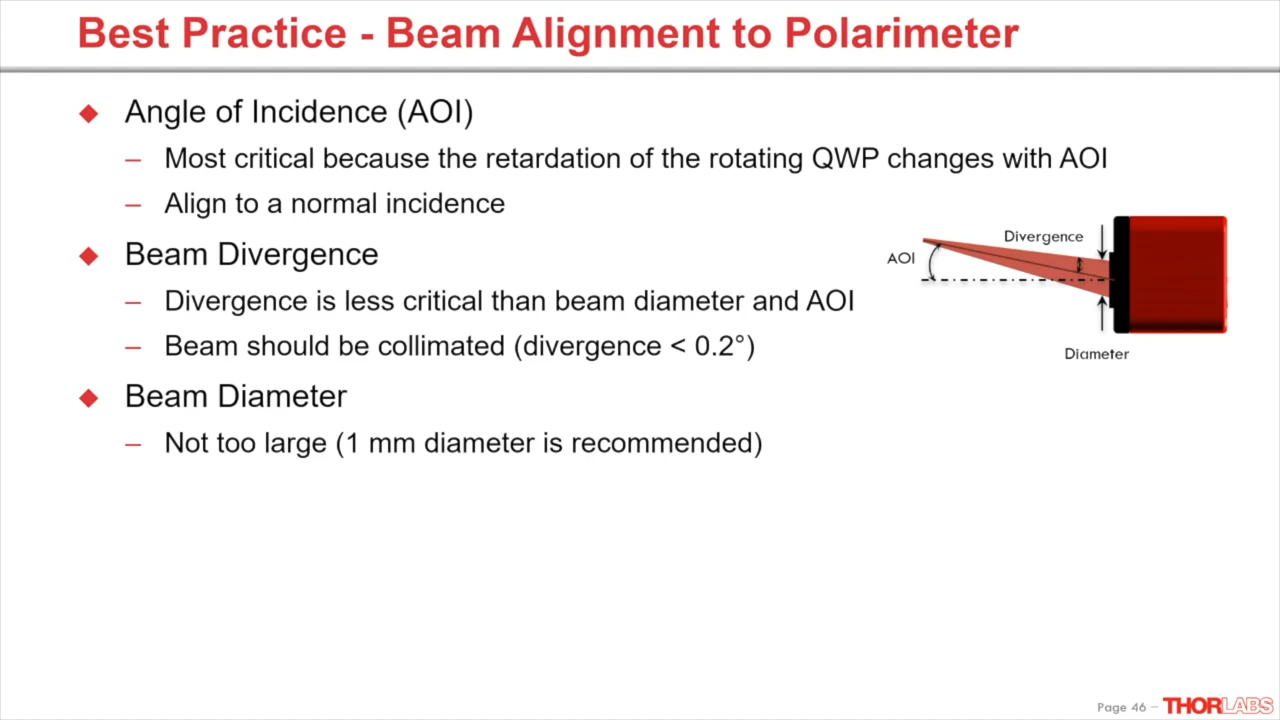 Best Practice - Beam Alignment to Polarimeter
Angle of Incidence (AOI)
– Most critical because the retardation of the rotating QWP changes with AOI
– Align to a normal incidence
Beam Divergence
– Divergence is less critical than beam diameter and AOI
– Beam should be collimated (divergence < 0.2°)
Beam Diameter
– Not too large (1 mm diameter is recommended)
Divergence
AOI
Diameter
Page 46 – THORLABS